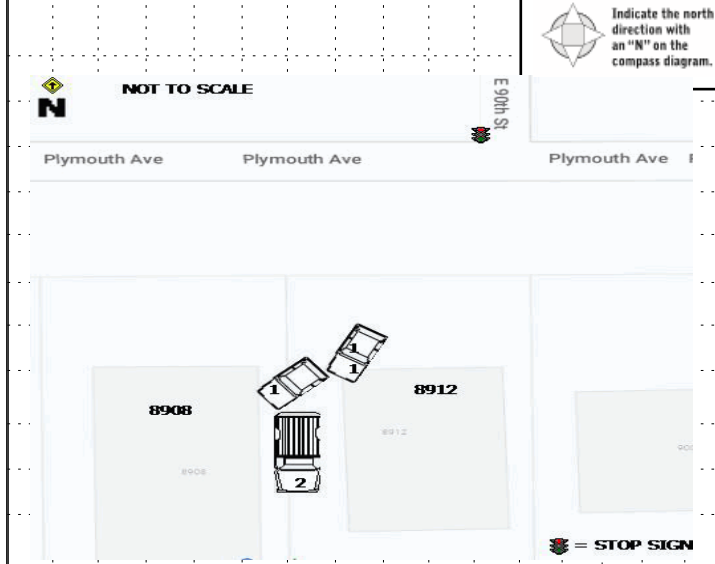 Indicate the north
direction with
an "N" on the
compass diagram.
N
NOT TO SCALE
E 90th St
Plymouth Ave
Plymouth Ave
Plymouth Ave
1
1
1
8908
8912
8912
8908
2
= STOP SIGN